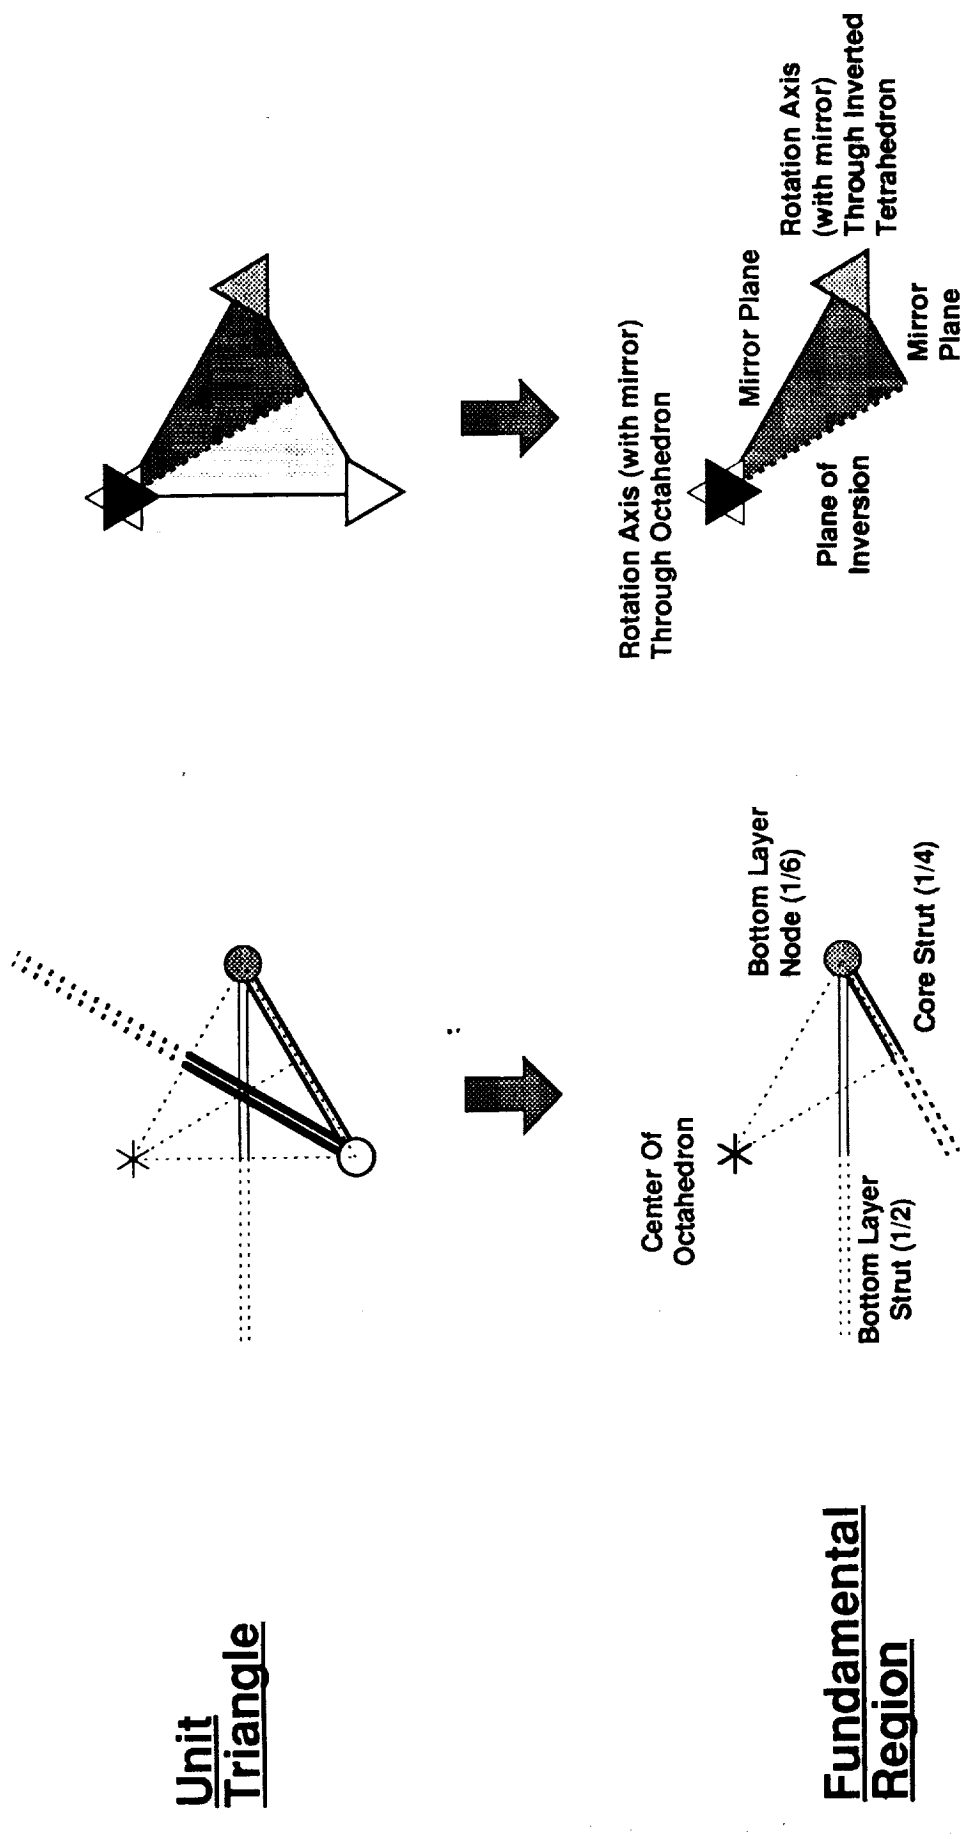 Unit
Triangle
Fundamental
Region
Center Of
Octahedron
Bottom Layer
Node (1/6)
Bottom Layer
Strut (1/2)
Core Strut (1/4)
Rotation Axis (with mirror)
Through Octahedron
Mirror Plane
Rotation Axis
(with mirror)
Through Inverted
Tetrahedron
Plane of
Inversion
Mirror
Plane